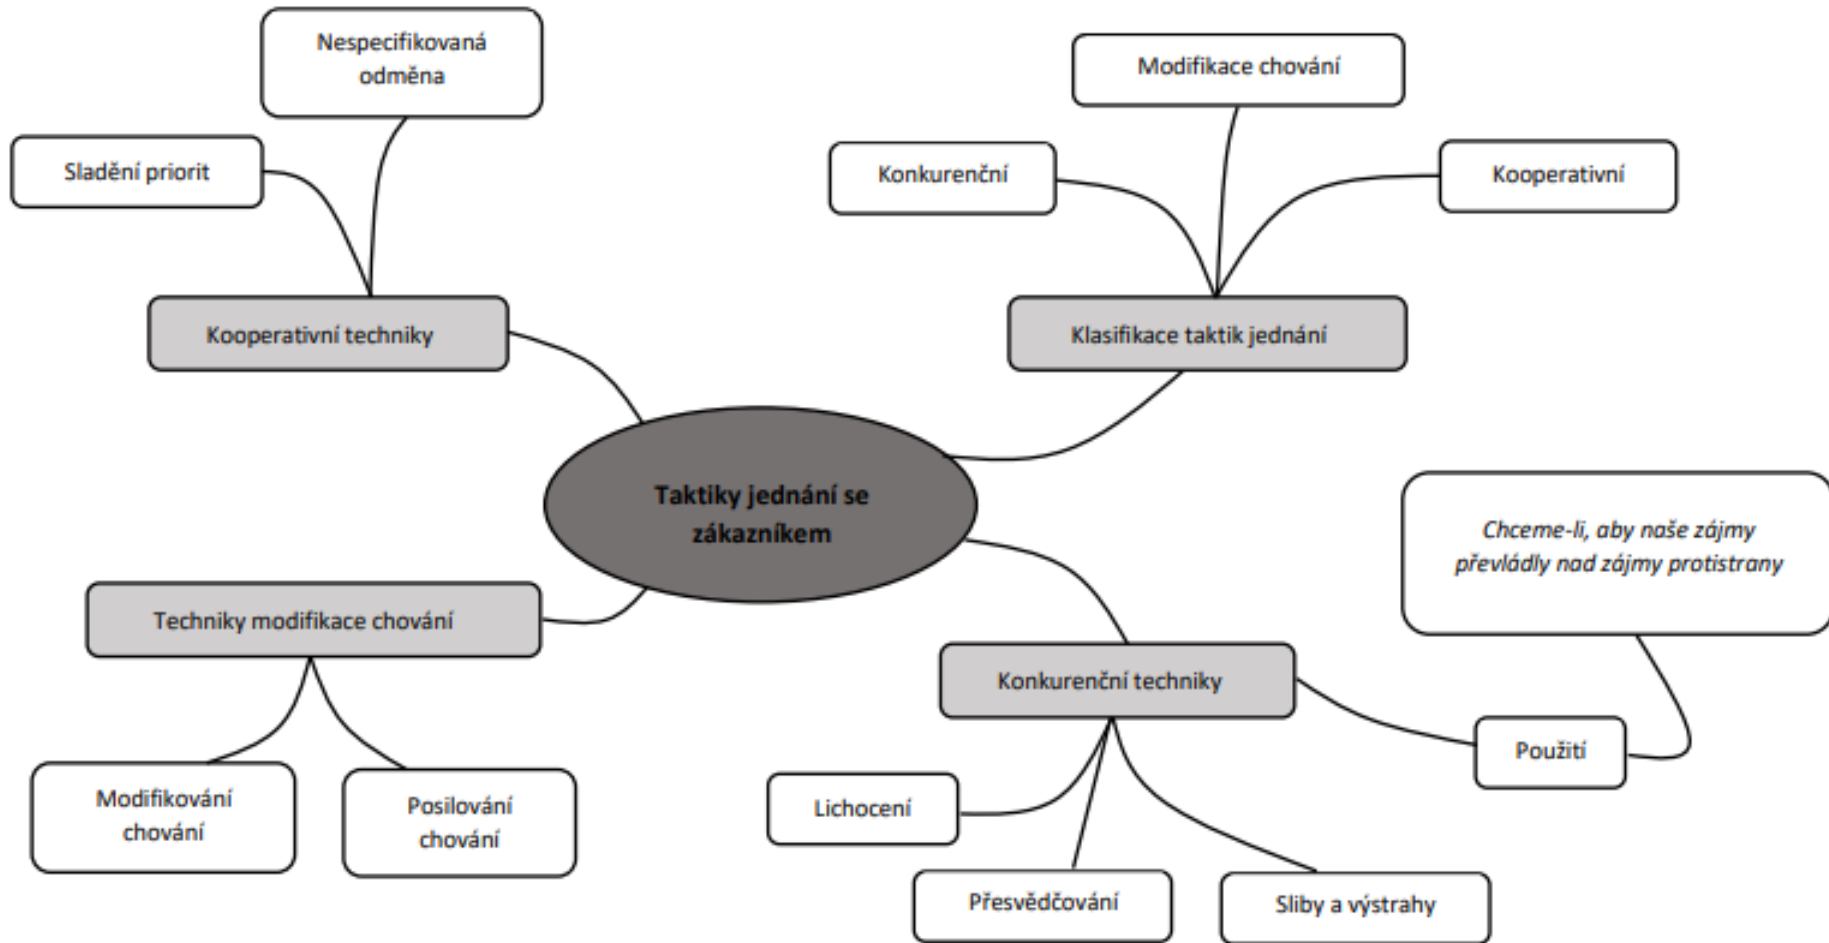 Nespecifikovaná
odměna
Sladění priorit
Kooperativní techniky
Modifikace chování
Konkurenční
Kooperativní
Klasifikace taktik jednání
Taktiky jednání se
zákazníkem
Chceme-li, aby naše zájmy
převládly nad zájmy protistrany
Techniky modifikace chování
Modifikování
chování
Posilování
chování
Konkurenční techniky
Použití
Lichocení
Přesvědčování
Sliby a výstrahy